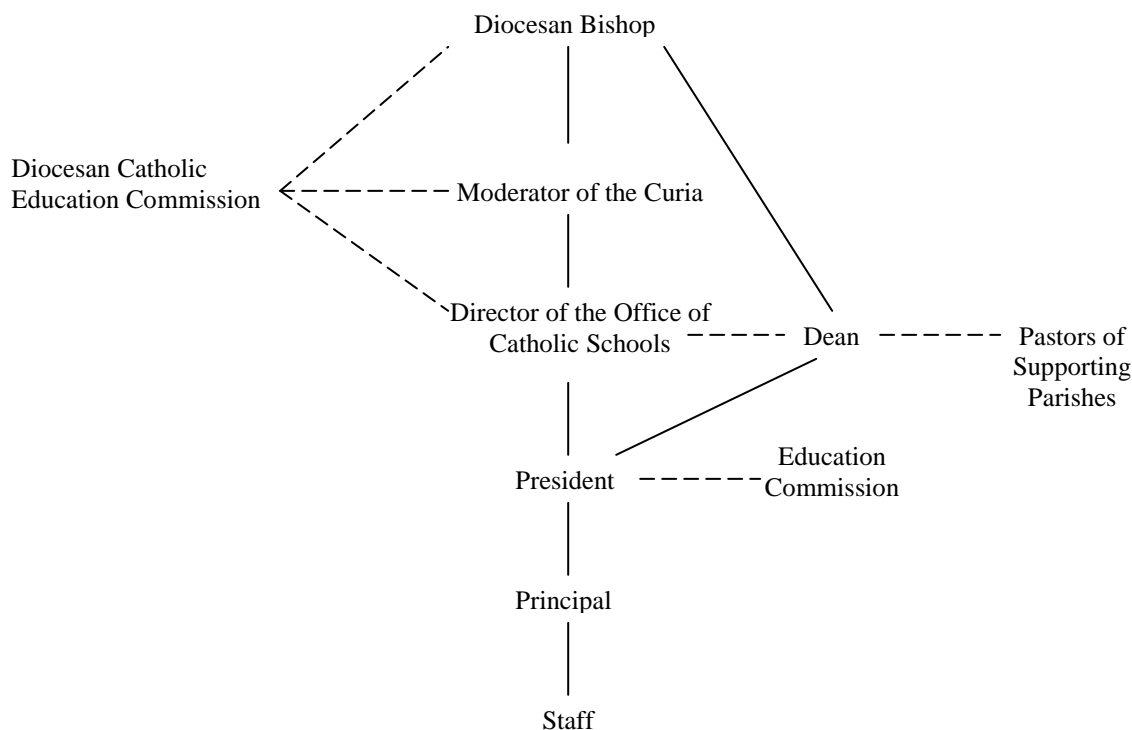 Diocesan Bishop
Diocesan Catholic
Education Commission
Moderator of the Curia
Director of the Office of
Catholic Schools
Dean
Pastors of
Supporting
Parishes
President
Education
Commission
Principal
Staff